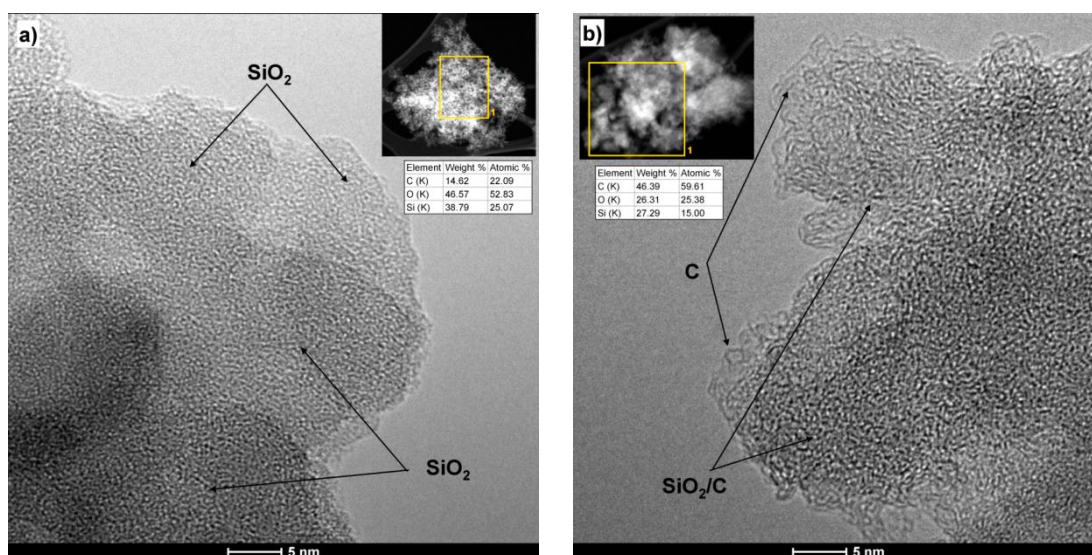 a)
SiO₂
1
Element Weight % Atomic %
C (K) 14.62 22.09
O (K) 46.57 52.83
Si (K) 38.79 25.07
SiO₂
5 nm
b)
1
Element Weight % Atomic %
C (K) 46.39 59.61
O (K) 26.31 25.38
Si (K) 27.29 15.00
C
SiO₂/C
5 nm